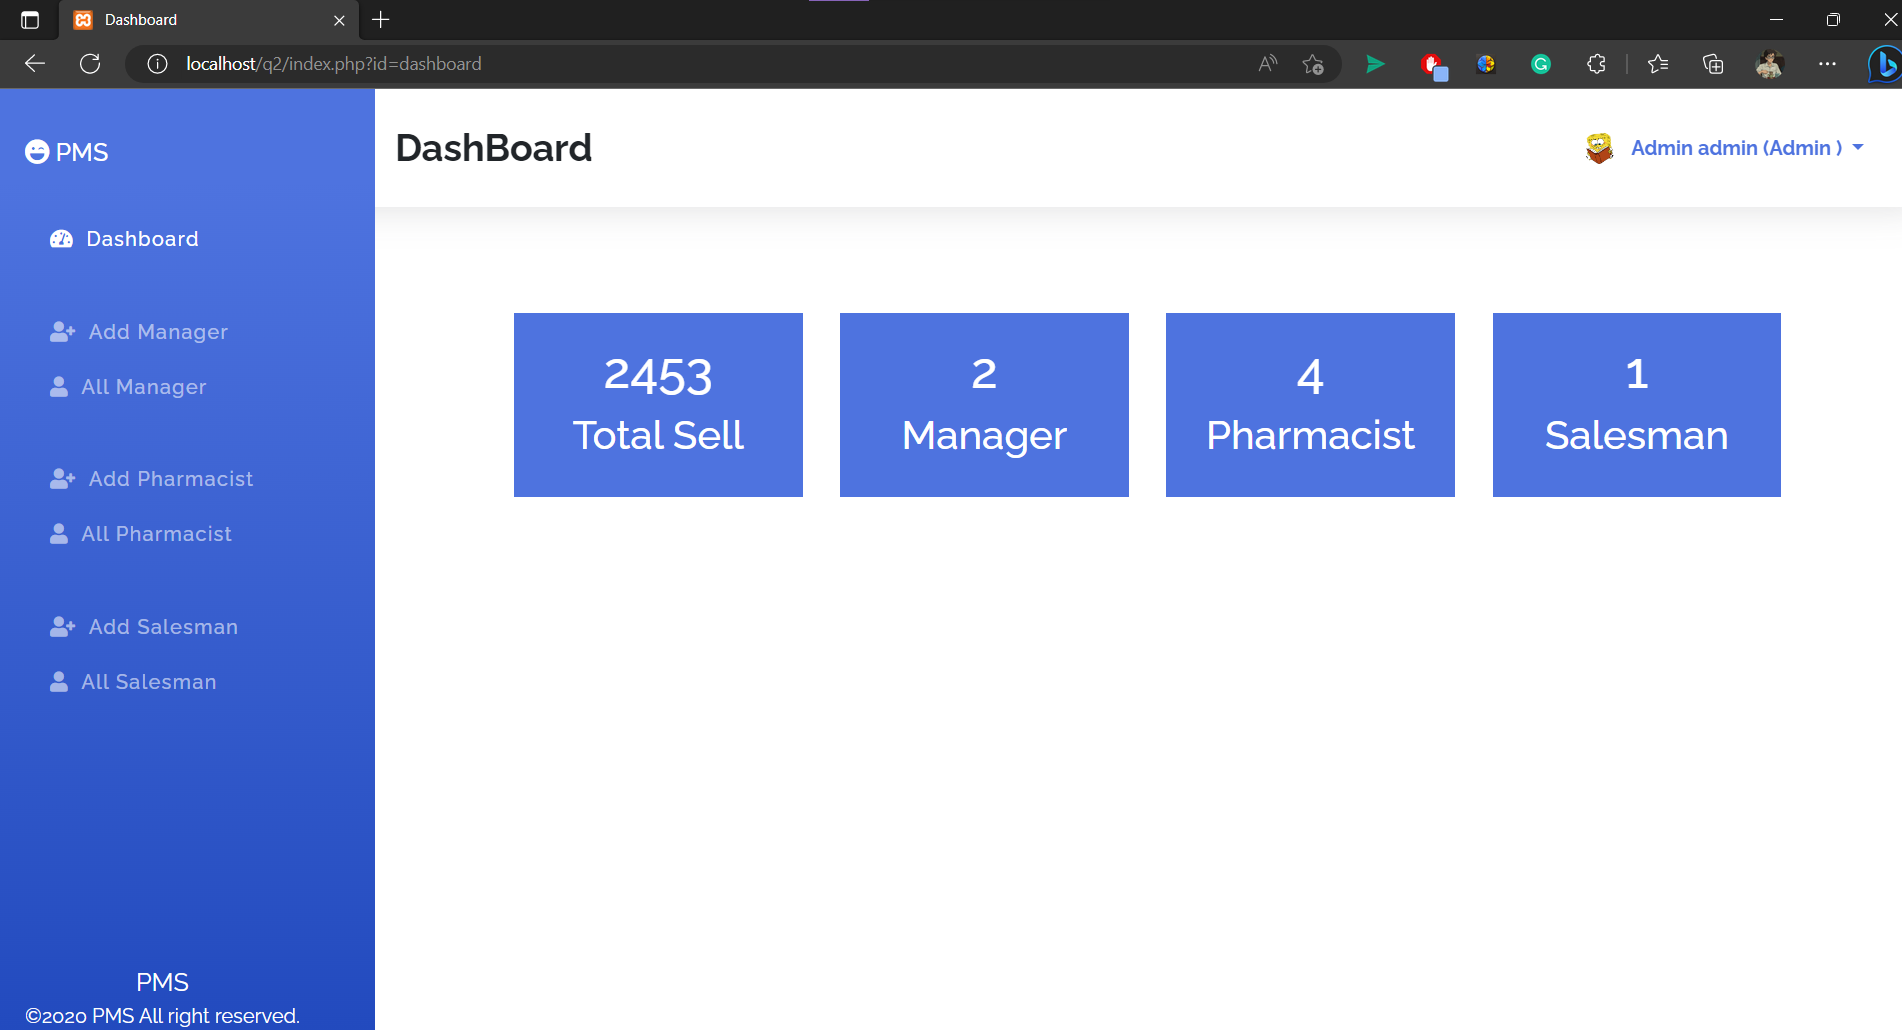 Dashboard
localhost/q2/index.php?id=dashboard
PMS
DashBoard
Admin admin (Admin )
Dashboard
Add Manager
All Manager
Add Pharmacist
All Pharmacist
Add Salesman
All Salesman
2453
Total Sell
2
Manager
4
Pharmacist
1
Salesman
PMS
©2020 PMS All right reserved.